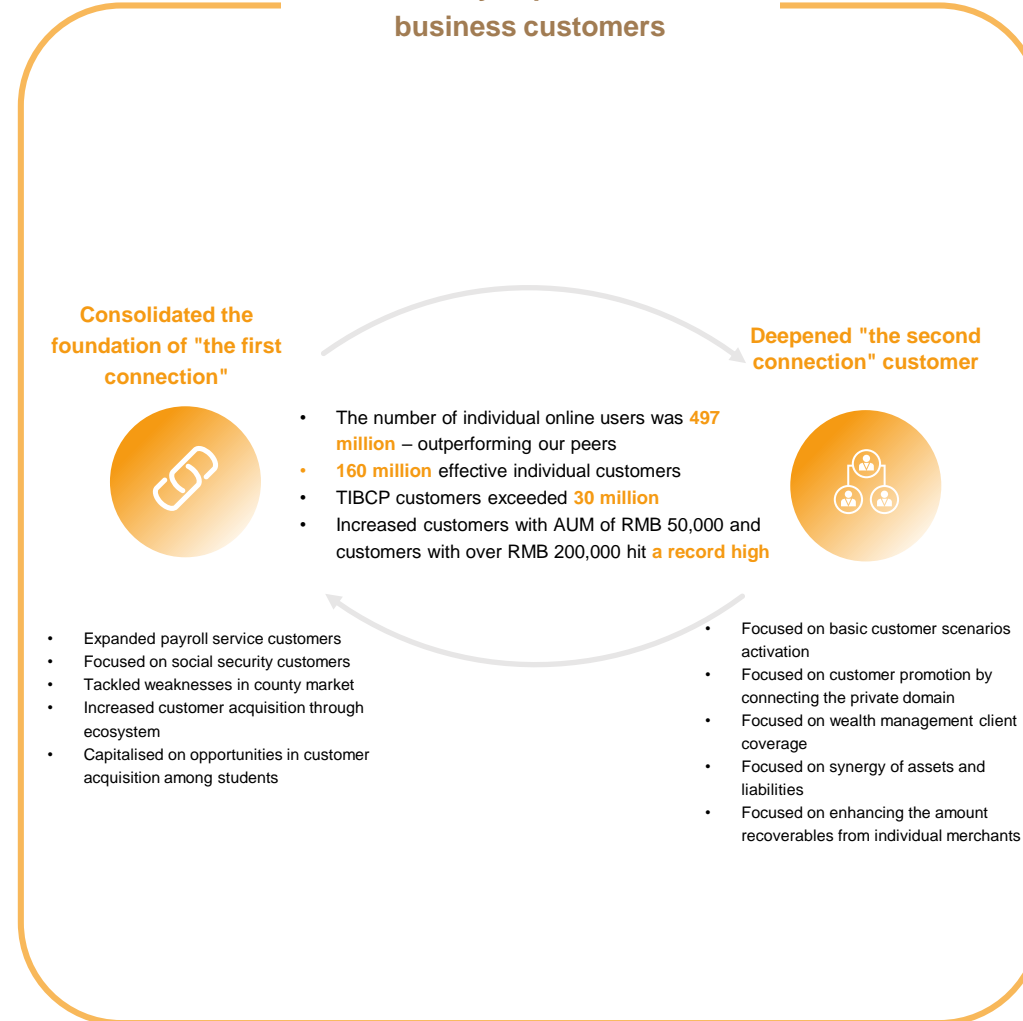 business customers
Consolidated the
foundation of "the first
connection"
Deepened "the second
connection" customer
• The number of individual online users was 497
million – outperforming our peers
• 160 million effective individual customers
• TIBCP customers exceeded 30 million
• Increased customers with AUM of RMB 50,000 and
customers with over RMB 200,000 hit a record high
• Expanded payroll service customers
• Focused on social security customers
• Tackled weaknesses in county market
• Increased customer acquisition through
ecosystem
• Capitalised on opportunities in customer
acquisition among students
• Focused on basic customer scenarios
activation
• Focused on customer promotion by
connecting the private domain
• Focused on wealth management client
coverage
• Focused on synergy of assets and
liabilities
• Focused on enhancing the amount
recoverables from individual merchants